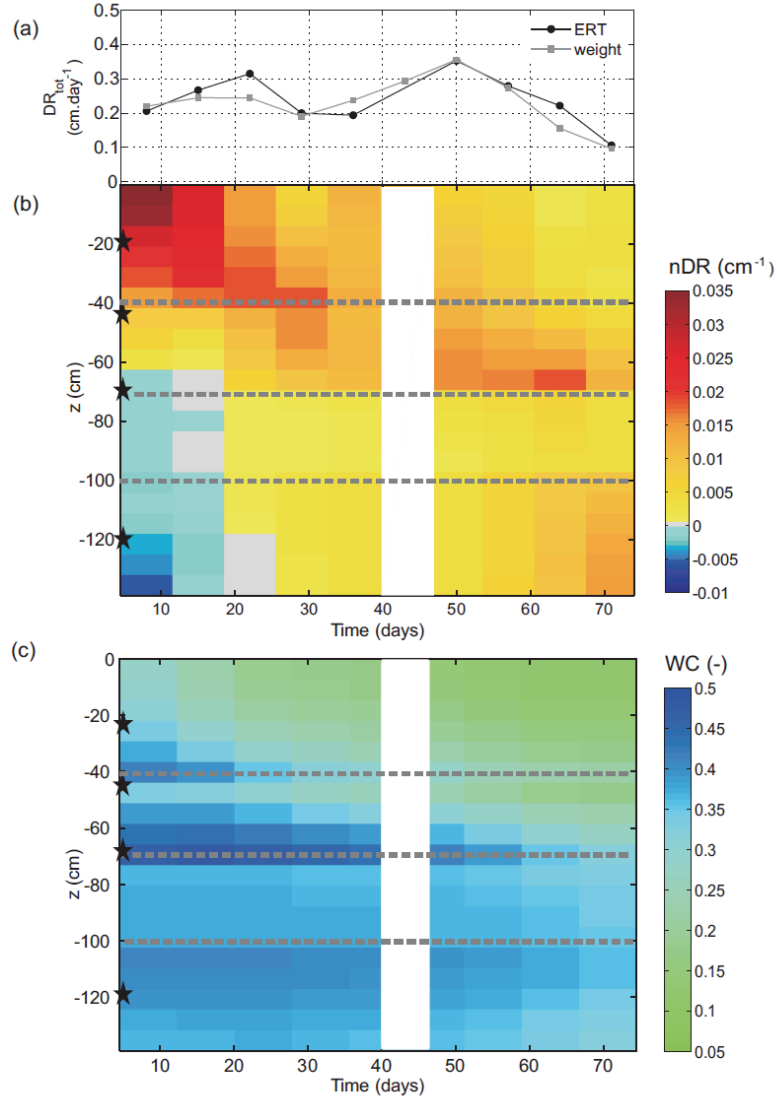 (a)
0.5
0.4
0.3
0.2
0.1
0
DR_tot
(cm.day⁻¹)
ERT
weight
(b)
-20
-40
-60
-80
-100
-120
z (cm)
10 20 30 40 50 60 70
Time (days)
nDR (cm⁻¹)
0.035
0.03
0.025
0.02
0.015
0.01
0.005
0
-0.005
-0.01
(c)
0
-20
-40
-60
-80
-100
-120
z (cm)
10 20 30 40 50 60 70
Time (days)
WC (-)
0.5
0.45
0.4
0.35
0.3
0.25
0.2
0.15
0.1
0.05